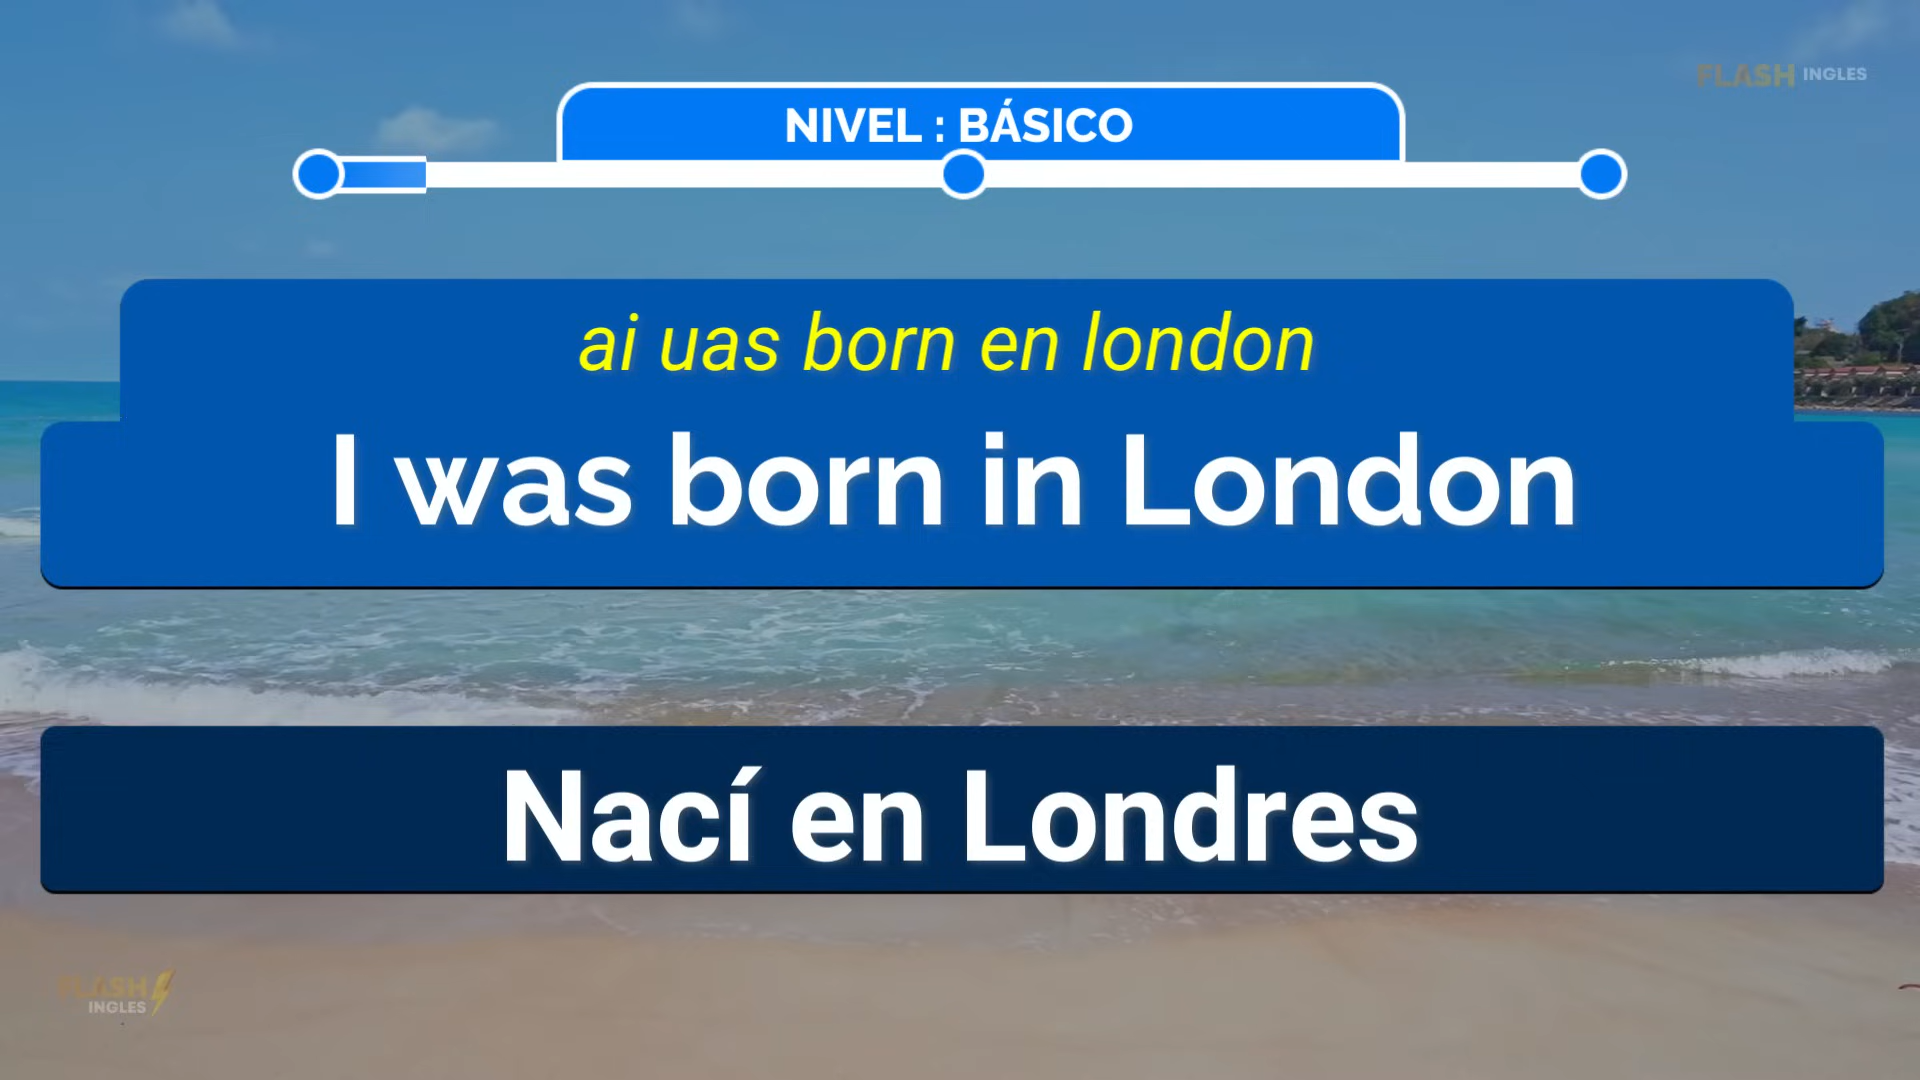 FLASH INGLES
NIVEL : BÁSICO
ai uas born en london
I was born in London
Nací en Londres
FLASH
INGLES